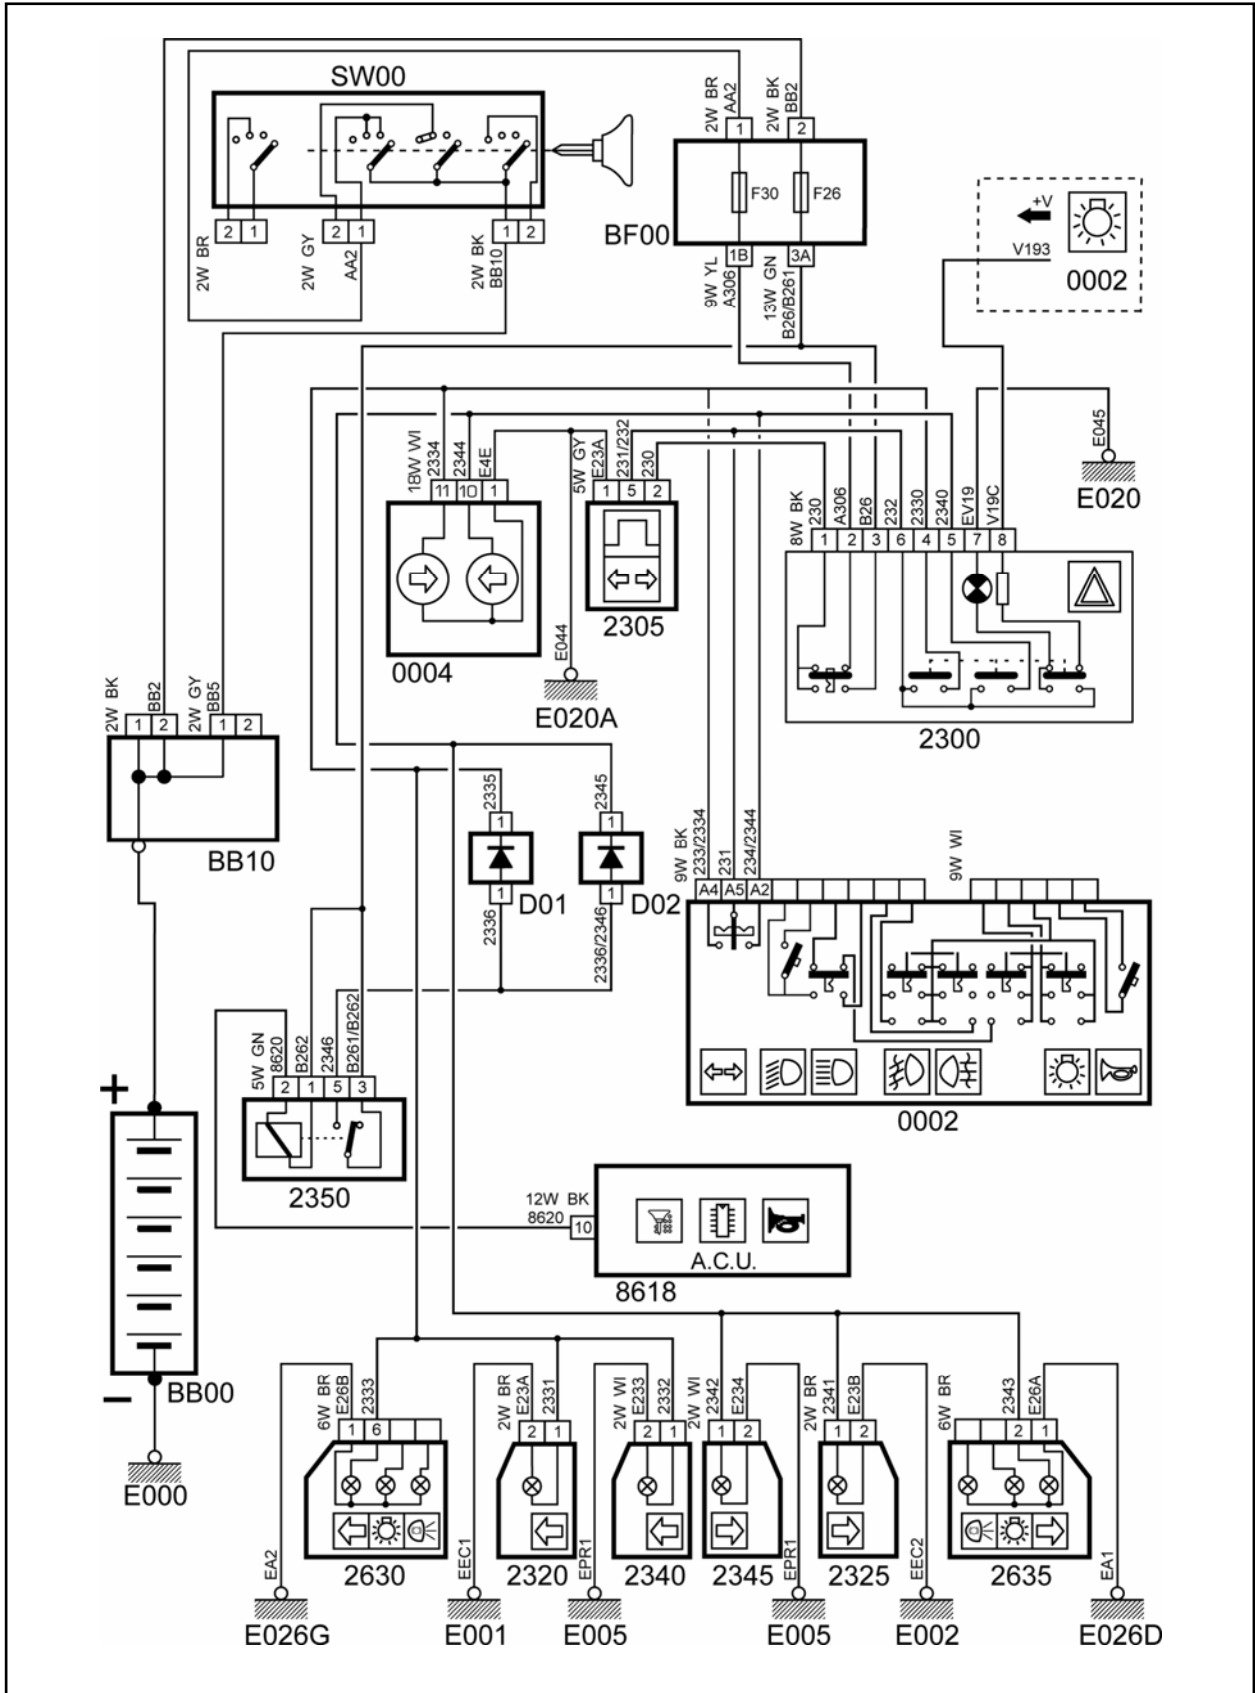 SW00
2W BR
AA2
2W BK
BB2
1
2
F30
F26
BF00
1B
3A
9W YL
A306
13W GN
B26/B261
2 1
2 1
1 2
2W BR
2W GY
AA2
2W BK
BB10
+V
V193
0002
E045
E020
18W WI
2334
2344
E4E
11 10 1
0004
5W GY
E23A
231/232
230
1 5 2
2305
E044
E020A
8W BK
230
A306
B26
232
2330
2340
EV19
V19C
1 2 3 6 4 5 7 8
2300
2W BK
BB2
2W GY
BB5
1 2
1 2
BB10
2335
2345
1
1
D01
D02
1
1
2336
2336/2346
9W BK
233/2334
231
234/2344
9W WI
A4 A5 A2
0002
5W GN
8620
B262
2346
B261/B262
2 1 5 3
2350
+
−
BB00
E000
12W BK
8620
10
A.C.U.
8618
6W BR
E26B
2333
1 6
2630
EA2
E026G
2W BR
E23A
2331
2 1
2320
EEC1
E001
2W WI
E233
2332
2 1
2340
EPR1
E005
2W WI
2342
E234
1 2
2345
EPR1
E005
2W BR
2341
E23B
1 2
2325
EEC2
E002
6W BR
2343
E26A
2 1
2635
EA1
E026D